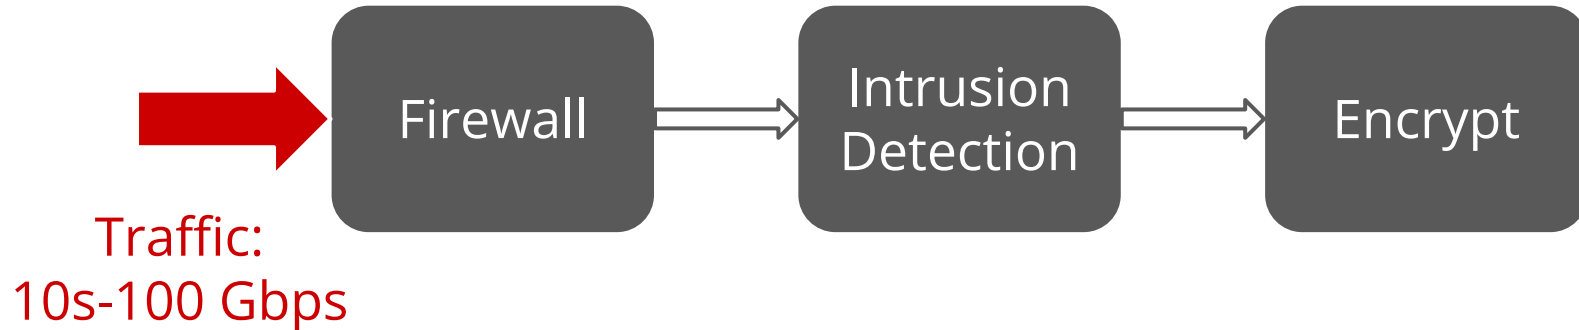 Firewall
Intrusion
Detection
Encrypt
Traffic:
10s-100 Gbps